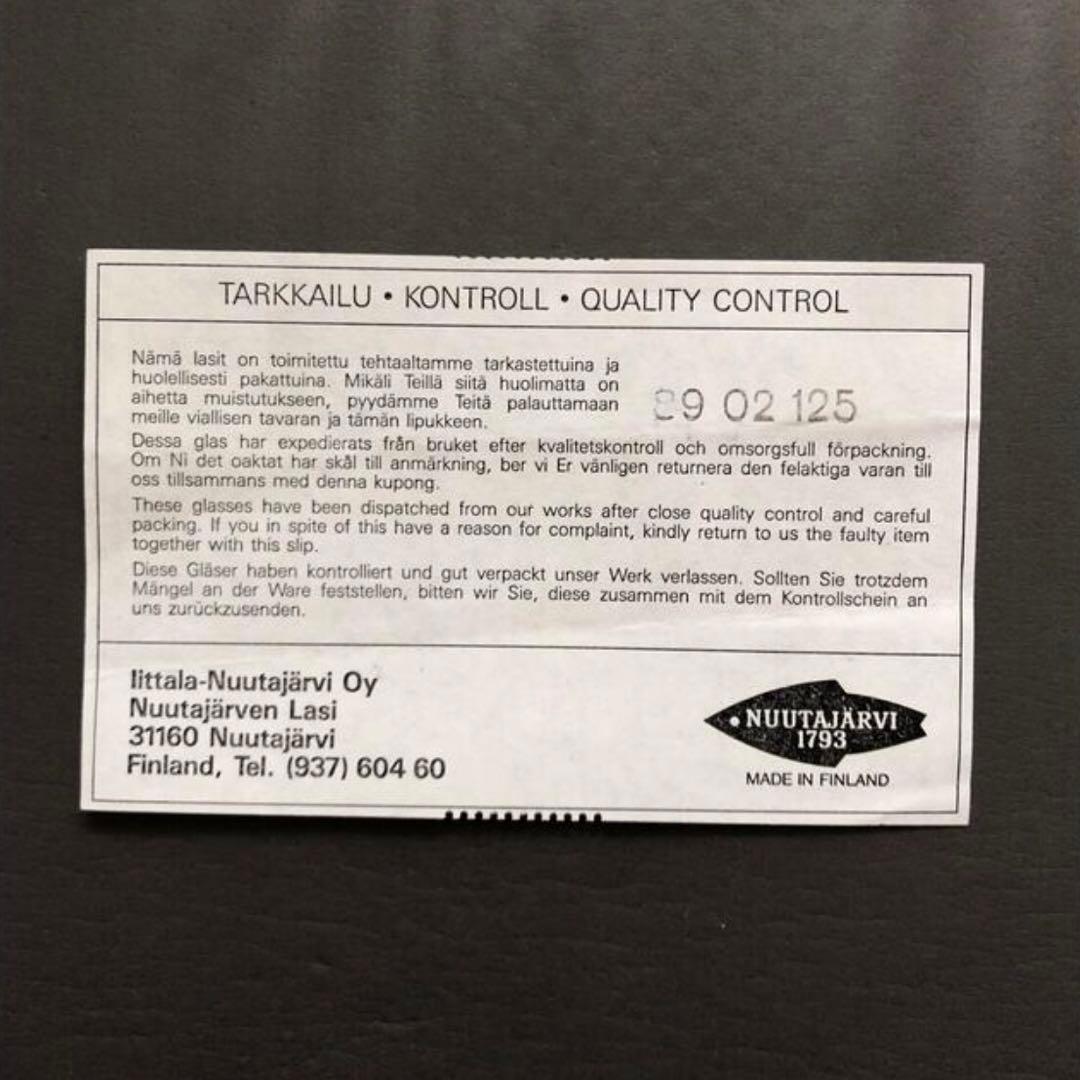 TARKKAILU • KONTROLL • QUALITY CONTROL
Nämä lasit on toimitettu tehtaaltamme tarkastettuina ja
huolellisesti pakattuina. Mikäli Teillä siitä huolimatta on
aihetta muistutukseen, pyydämme Teitä palauttamaan
meille viallisen tavaran ja tämän lipukkeen.
89 02 125
Dessa glas har expedierats från bruket efter kvalitetskontroll och omsorgsfull förpackning.
Om Ni det oaktat har skäl till anmärkning, ber vi Er vänligen returnera den felaktiga varan till
oss tillsammans med denna kupong.
These glasses have been dispatched from our works after close quality control and careful
packing. If you in spite of this have a reason for complaint, kindly return to us the faulty item
together with this slip.
Diese Gläser haben kontrolliert und gut verpackt unser Werk verlassen. Sollten Sie trotzdem
Mängel an der Ware feststellen, bitten wir Sie, diese zusammen mit dem Kontrollschein an
uns zurückzusenden.
Iittala-Nuutajärvi Oy
Nuutajärven Lasi
31160 Nuutajärvi
Finland, Tel. (937) 604 60
NUUTAJÄRVI
1793
MADE IN FINLAND